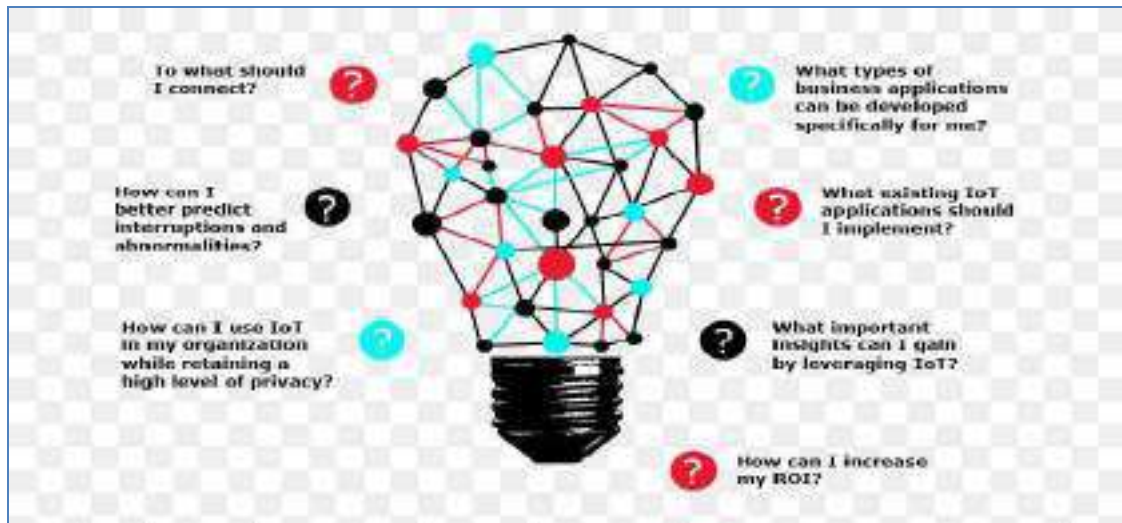 To what should
I connect?
How can I
better predict
interruptions and
abnormalities?
How can I use IoT
in my organization
while retaining a
high level of privacy?
What types of
business applications
can be developed
specifically for me?
What existing IoT
applications should
I implement?
What important
insights can I gain
by leveraging IoT?
How can I increase
my ROI?